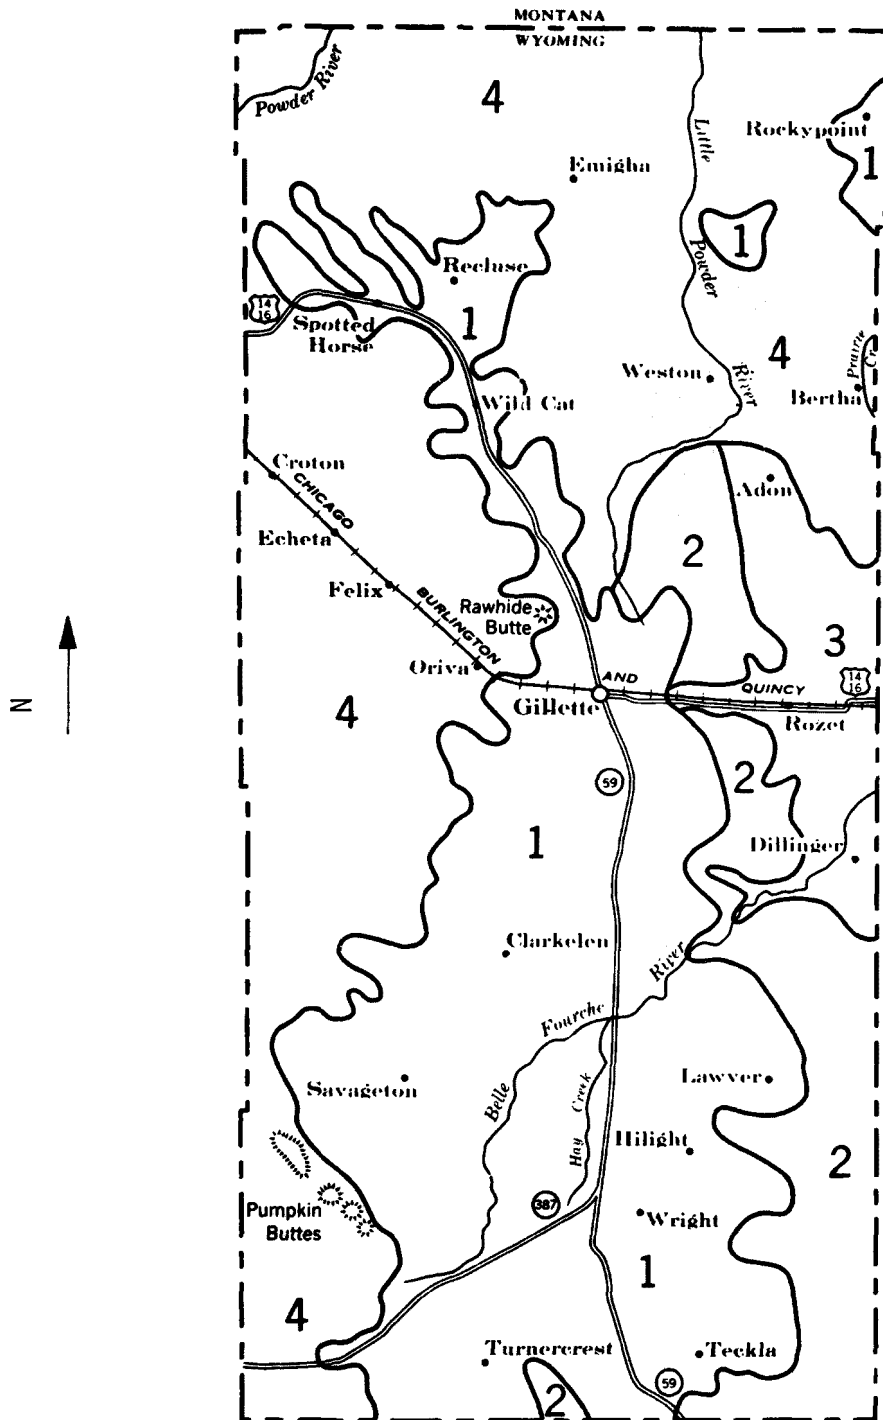 MONTANA
WYOMING
Powder River
4
Little
Powder
River
Rockypoint
1
Emigha
1
Recluse
14
16
Spotted
Horse
1
4
Prairie
Cr.
Weston
Bertha
Wild Cat
Croton
CHICAGO
Adon
Echeta
2
Felix
BURLINGTON
Rawhide
Butte
3
Oriva
AND
QUINCY
14
16
N
4
Gillette
Rozet
59
2
1
Dillinger
Clarkelen
River
Fourche
Belle
Hay Creek
Savageton
Lawver
Hilight
2
Pumpkin
Buttes
387
Wright
1
4
Turnercrest
Teckla
59
2